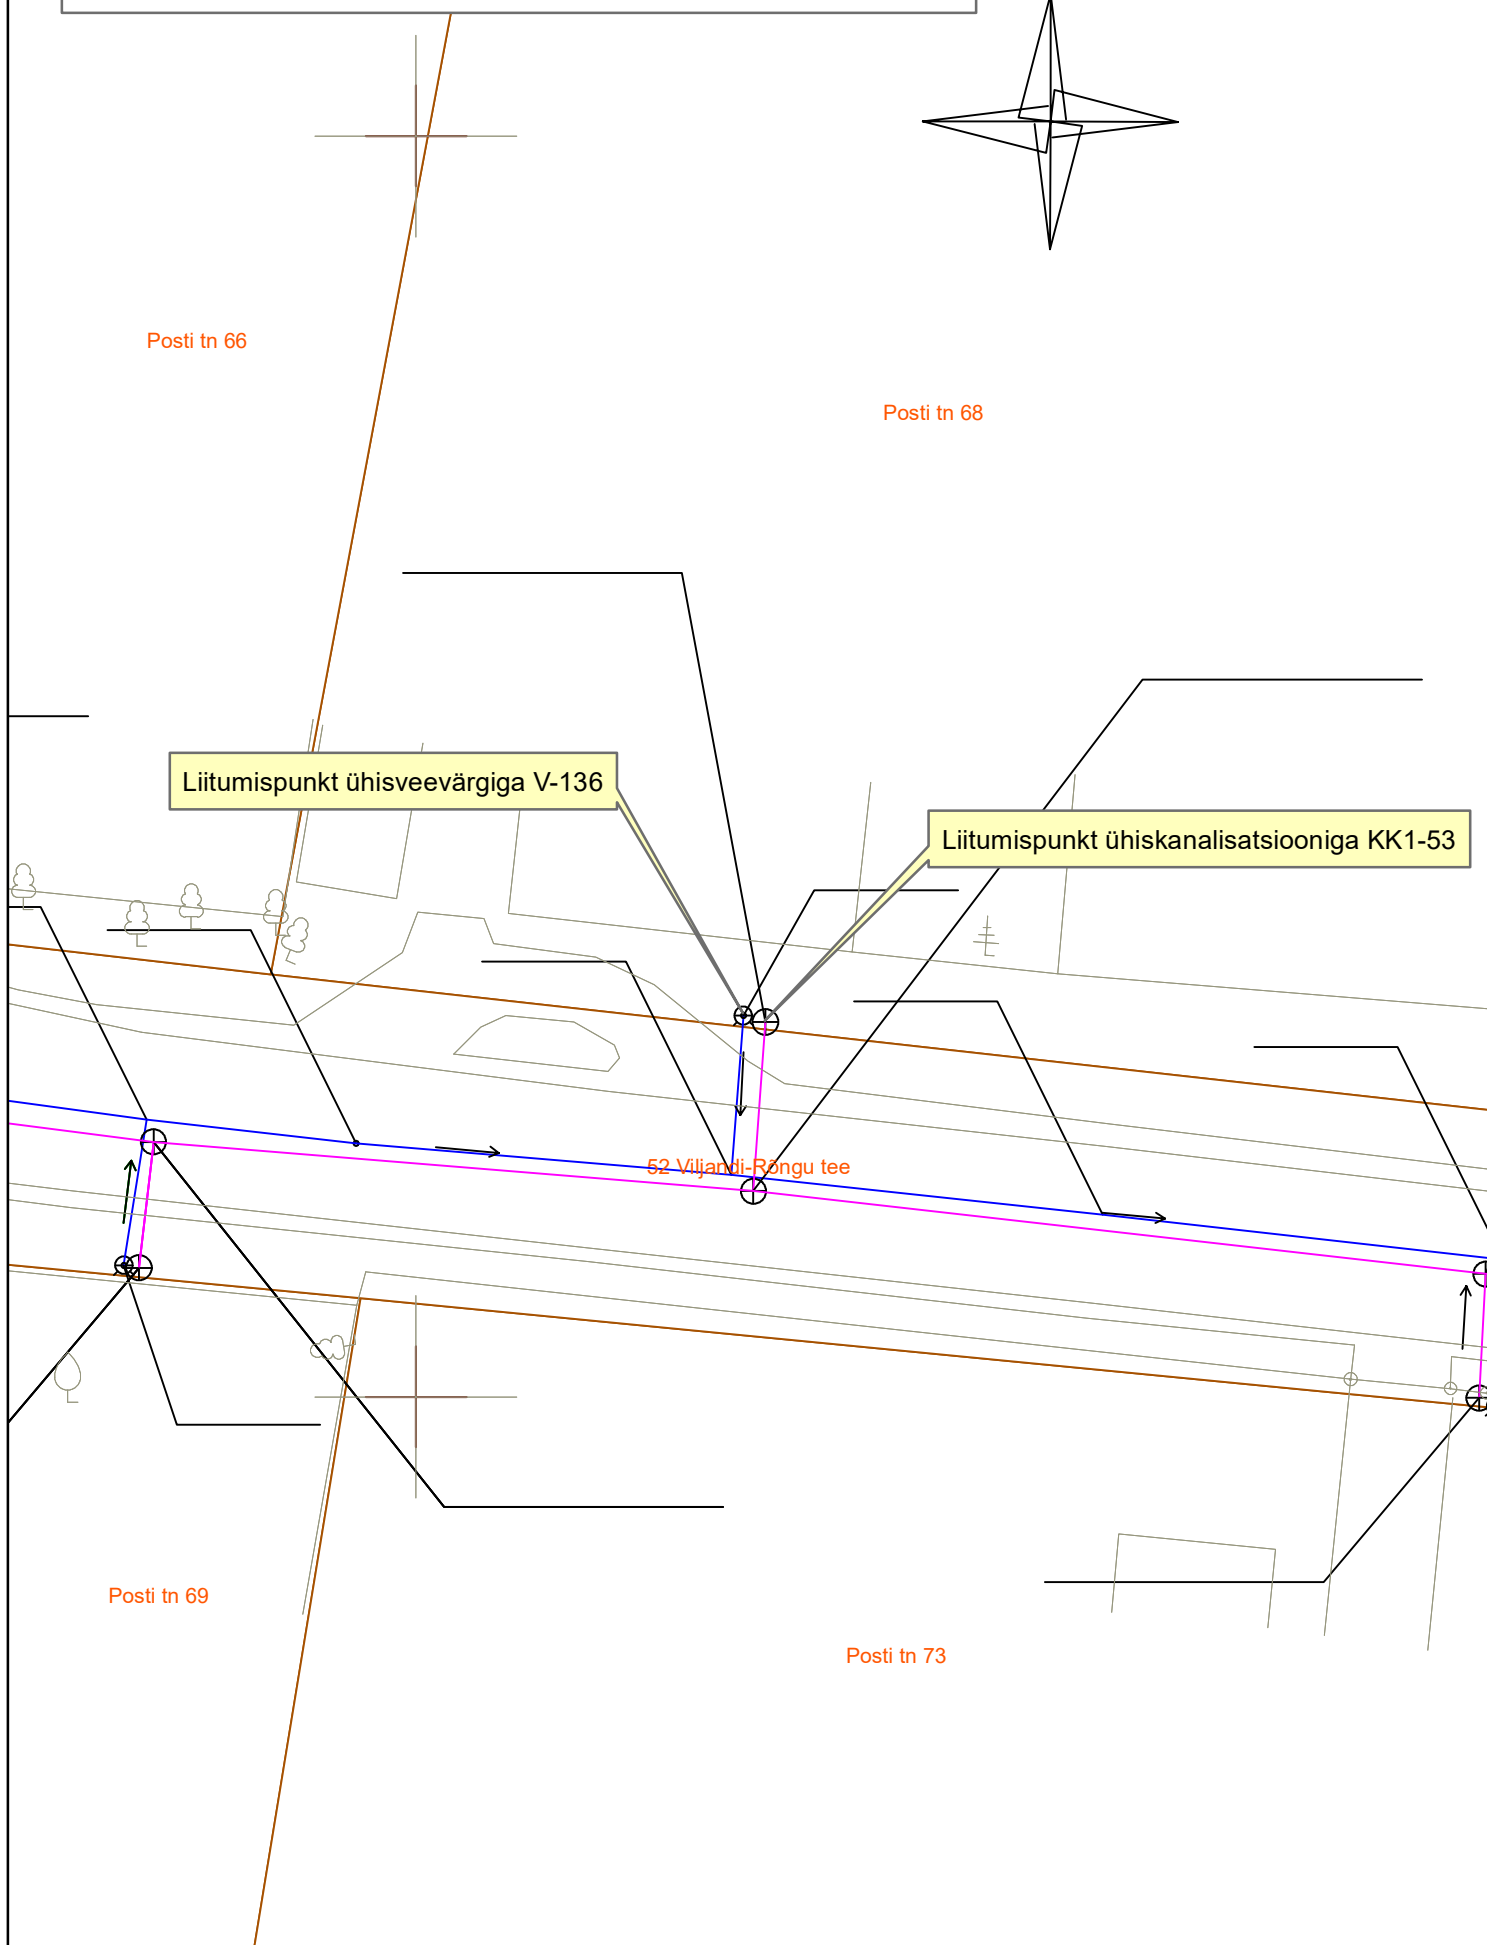 Posti tn 66
Posti tn 68
Liitumispunkt ühisveevärgiga V-136
Liitumispunkt ühiskanalisatsiooniga KK1-53
52 Viljandi-Rõngu tee
Posti tn 69
Posti tn 73